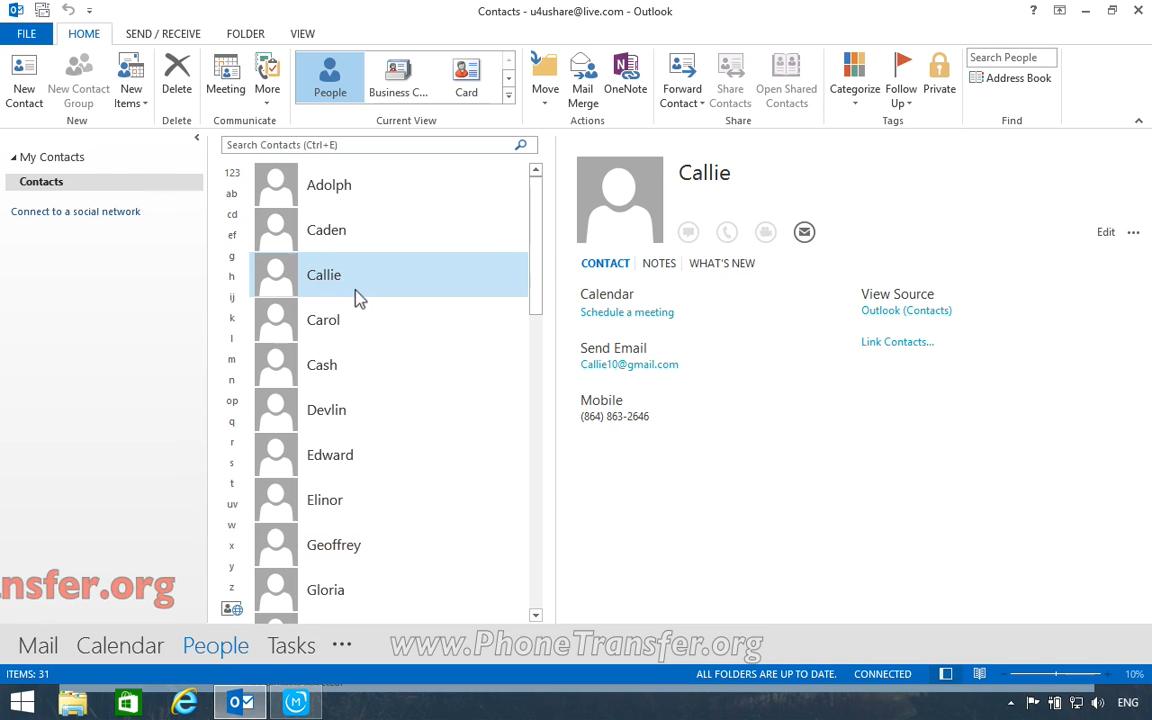 Contacts - u4ushare@live.com - Outlook
FILE
HOME
SEND / RECEIVE
FOLDER
VIEW
New Contact
New Contact Group
New Items
Delete
Meeting
More
People
Business C...
Card
Move
Mail Merge
OneNote
Forward Contact
Share Contacts
Open Shared Contacts
Categorize
Follow Up
Private
Search People
Address Book
New
Delete
Communicate
Current View
Actions
Share
Tags
Find
My Contacts
Contacts
Connect to a social network
Search Contacts (Ctrl+E)
123
ab
cd
ef
g
h
ij
k
l
m
n
op
q
r
s
t
uv
w
x
y
z
Adolph
Caden
Callie
Carol
Cash
Devlin
Edward
Elinor
Geoffrey
Gloria
Callie
Edit
CONTACT
NOTES
WHAT'S NEW
Calendar
Schedule a meeting
Send Email
Callie10@gmail.com
Mobile
(864) 863-2646
View Source
Outlook (Contacts)
Link Contacts...
nsfer.org
Mail
Calendar
People
Tasks
www.PhoneTransfer.org
ITEMS: 31
ALL FOLDERS ARE UP TO DATE.
CONNECTED
10%
ENG